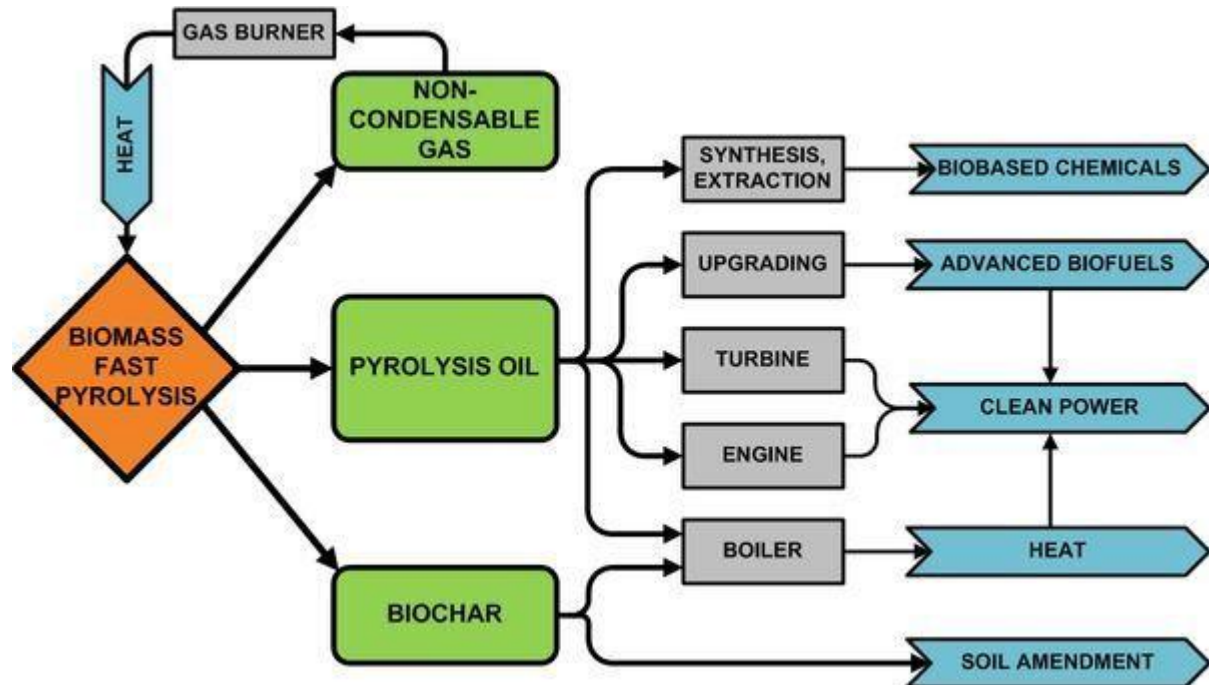 GAS BURNER
HEAT
NON-
CONDENSABLE
GAS
BIOMASS
FAST
PYROLYSIS
PYROLYSIS OIL
BIOCHAR
SYNTHESIS,
EXTRACTION
UPGRADING
TURBINE
ENGINE
BOILER
BIOBASED CHEMICALS
ADVANCED BIOFUELS
CLEAN POWER
HEAT
SOIL AMENDMENT